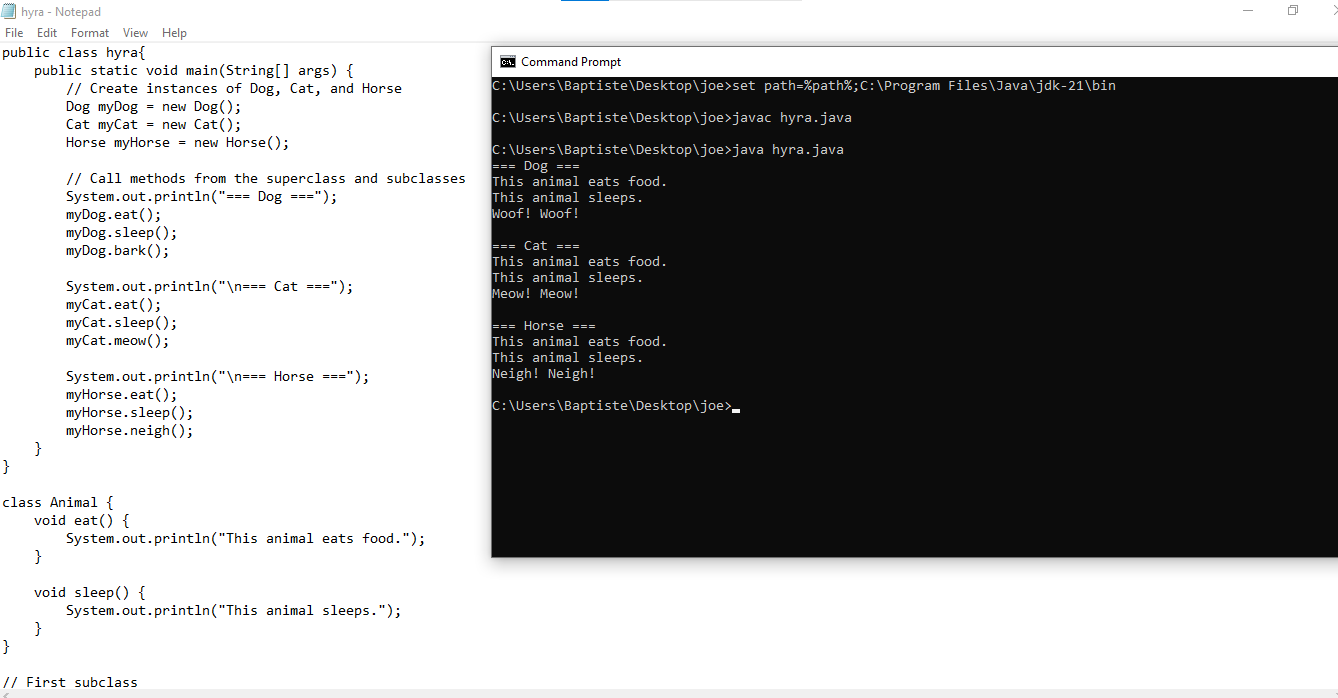 hyra - Notepad
File Edit Format View Help
public class hyra{
    public static void main(String[] args) {
        // Create instances of Dog, Cat, and Horse
        Dog myDog = new Dog();
        Cat myCat = new Cat();
        Horse myHorse = new Horse();

        // Call methods from the superclass and subclasses
        System.out.println("=== Dog ===");
        myDog.eat();
        myDog.sleep();
        myDog.bark();

        System.out.println("\n=== Cat ===");
        myCat.eat();
        myCat.sleep();
        myCat.meow();

        System.out.println("\n=== Horse ===");
        myHorse.eat();
        myHorse.sleep();
        myHorse.neigh();
    }
}

class Animal {
    void eat() {
        System.out.println("This animal eats food.");
    }

    void sleep() {
        System.out.println("This animal sleeps.");
    }
}

// First subclass
Command Prompt
C:\Users\Baptiste\Desktop\joe>set path=%path%;C:\Program Files\Java\jdk-21\bin

C:\Users\Baptiste\Desktop\joe>javac hyra.java

C:\Users\Baptiste\Desktop\joe>java hyra.java
=== Dog ===
This animal eats food.
This animal sleeps.
Woof! Woof!

=== Cat ===
This animal eats food.
This animal sleeps.
Meow! Meow!

=== Horse ===
This animal eats food.
This animal sleeps.
Neigh! Neigh!

C:\Users\Baptiste\Desktop\joe>